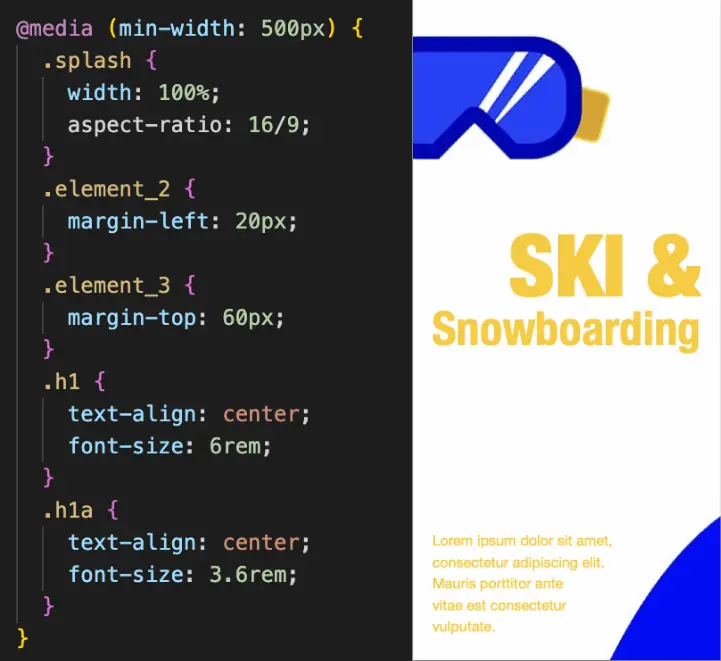 @media (min-width: 500px) {
.splash {
width: 100%;
aspect-ratio: 16/9;
}
.element_2 {
margin-left: 20px;
}
.element_3 {
margin-top: 60px;
}
.h1 {
text-align: center;
font-size: 6rem;
}
.h1a {
text-align: center;
font-size: 3.6rem;
}
}
SKI &
Snowboarding
Lorem ipsum dolor sit amet,
consectetur adipiscing elit.
Mauris porttitor ante
vitae est consectetur
vulputate.